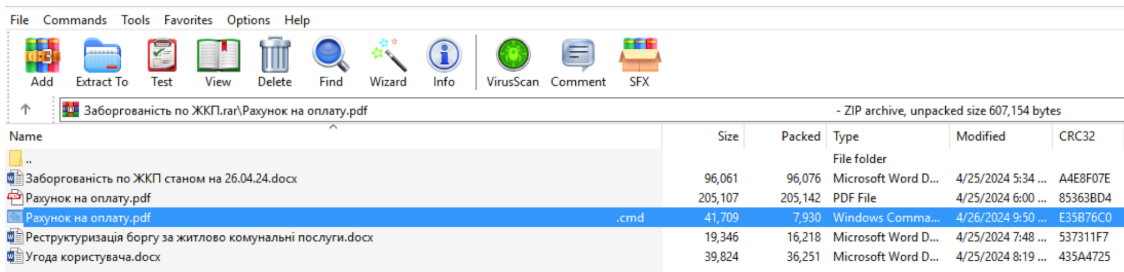 File Commands Tools Favorites Options Help
Add Extract To Test View Delete Find Wizard Info VirusScan Comment SFX
Заборгованість по ЖКП.rar\Рахунок на оплату.pdf - ZIP archive, unpacked size 607,154 bytes
Name Size Packed Type Modified CRC32
.. File folder
Заборгованість по ЖКП станом на 26.04.24.docx 96,061 96,076 Microsoft Word D... 4/25/2024 5:34 ... A4E8F07E
Рахунок на оплату.pdf 205,107 205,142 PDF File 4/25/2024 6:00 ... 85363BD4
Рахунок на оплату.pdf .cmd 41,709 7,930 Windows Comma... 4/26/2024 9:50 ... E35B76C0
Реструктуризація боргу за житлово комунальні послуги.docx 19,346 16,218 Microsoft Word D... 4/25/2024 7:48 ... 537311F7
Угода користувача.docx 39,824 36,251 Microsoft Word D... 4/25/2024 8:19 ... 435A4725